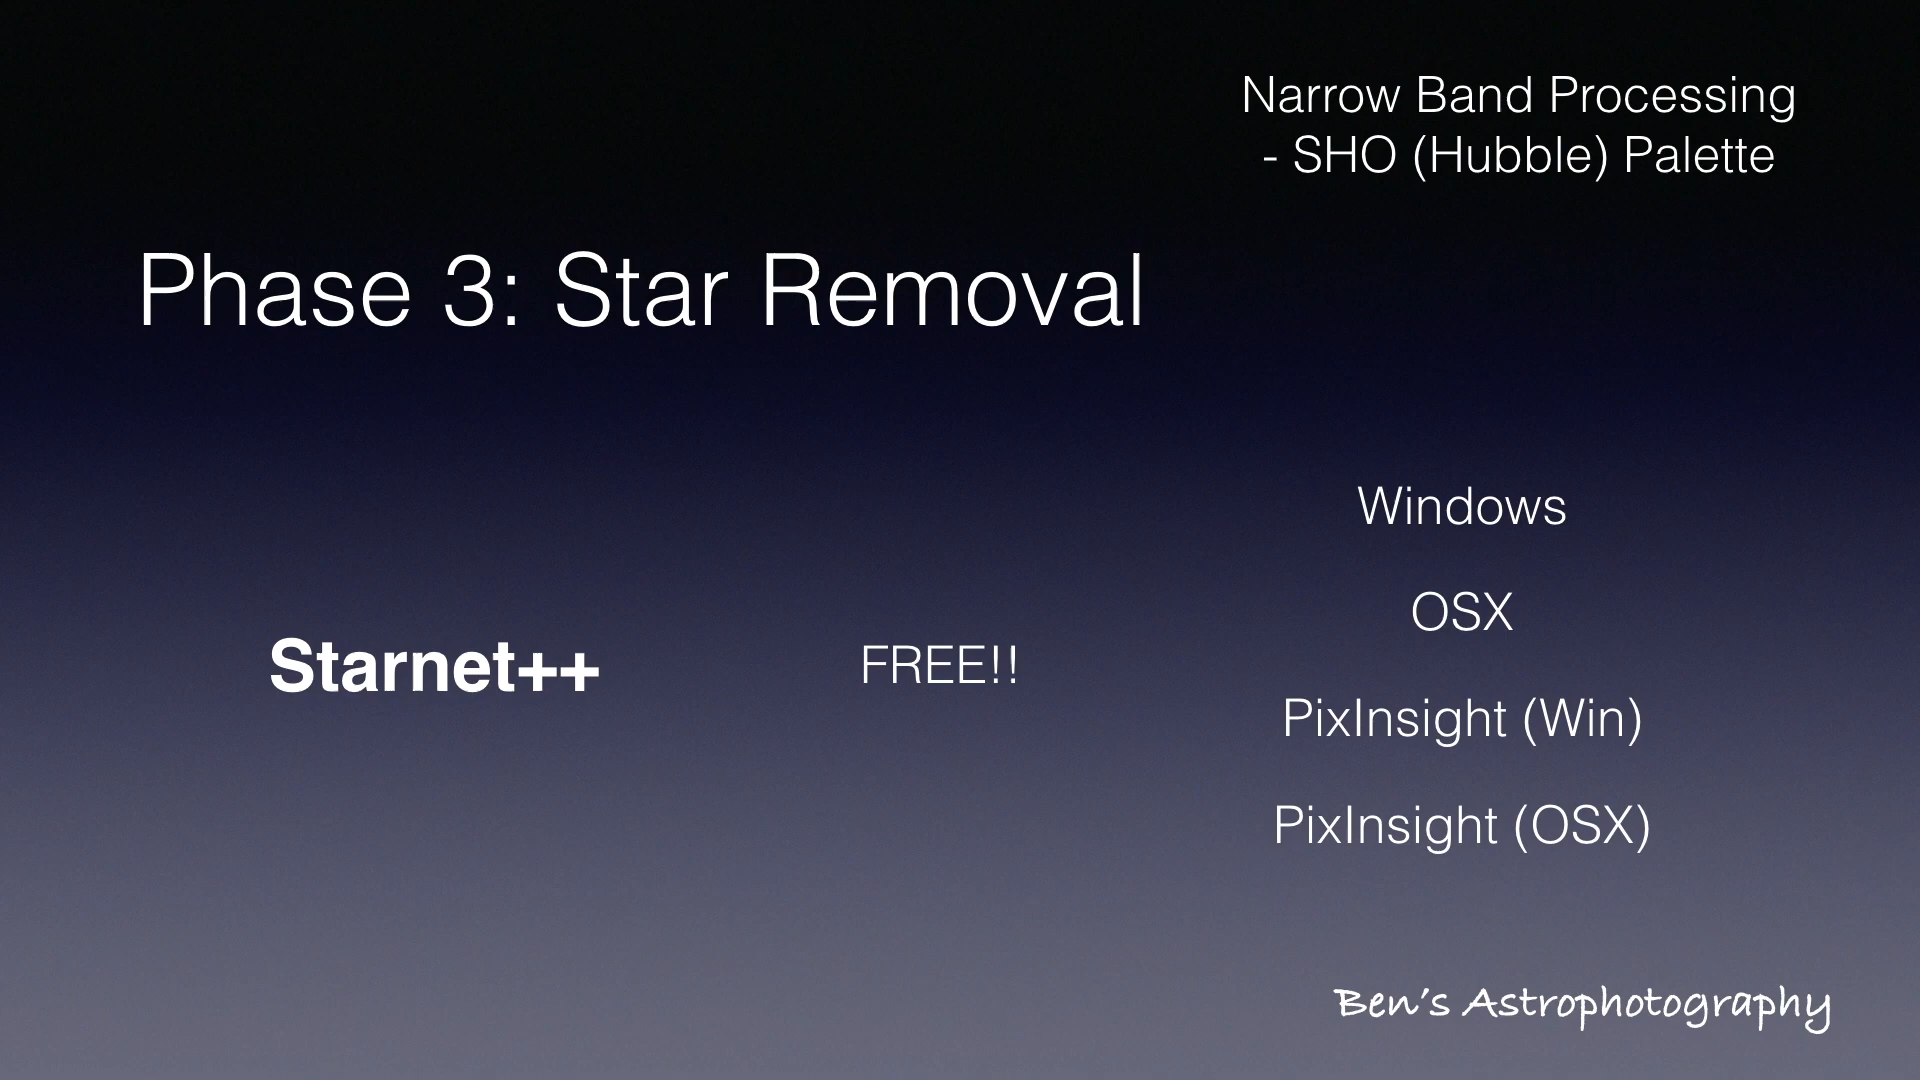 Narrow Band Processing
- SHO (Hubble) Palette
Phase 3: Star Removal
Starnet++
FREE!!
Windows
OSX
PixInsight (Win)
PixInsight (OSX)
Ben's Astrophotography